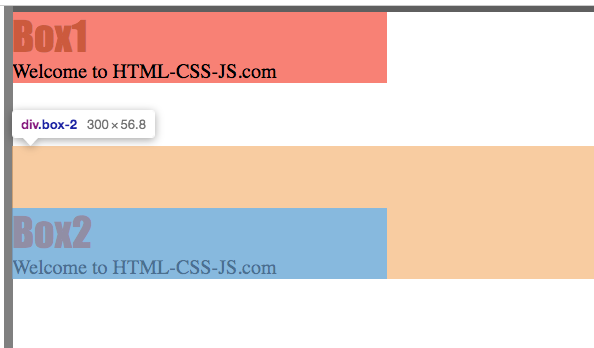 Box1
Welcome to HTML-CSS-JS.com
div.box-2 300 × 56.8
Box2
Welcome to HTML-CSS-JS.com